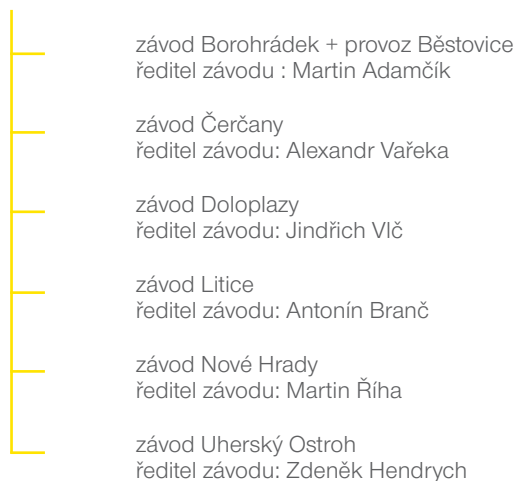 závod Borohrádek + provoz Běstovice
ředitel závodu : Martin Adamčík
závod Čerčany
ředitel závodu: Alexandr Vařeka
závod Doloplazy
ředitel závodu: Jindřich Vlč
závod Litice
ředitel závodu: Antonín Branč
závod Nové Hrady
ředitel závodu: Martin Říha
závod Uherský Ostroh
ředitel závodu: Zdeněk Hendrych